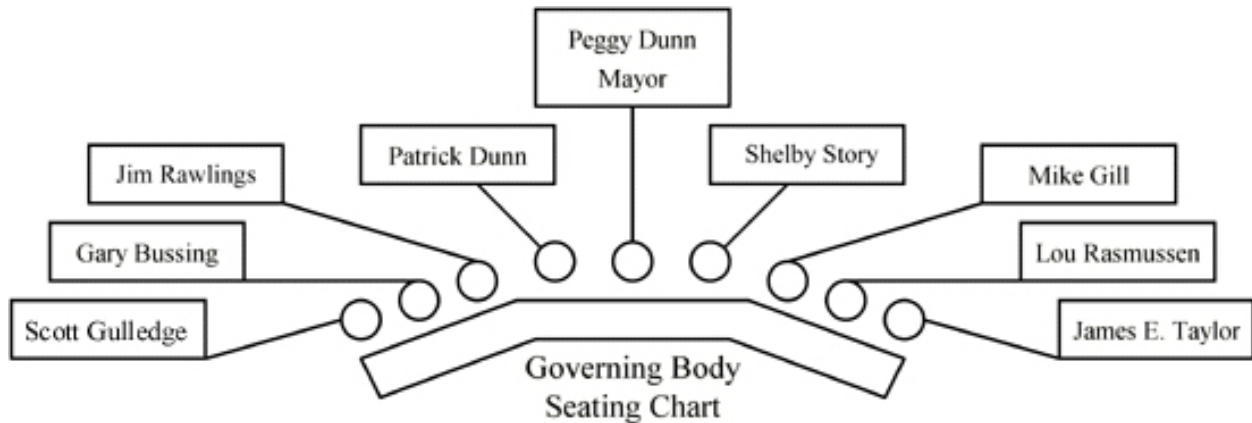 Peggy Dunn
Mayor
Patrick Dunn
Shelby Story
Jim Rawlings
Mike Gill
Gary Bussing
Lou Rasmussen
Scott Gulledge
James E. Taylor
Governing Body
Seating Chart